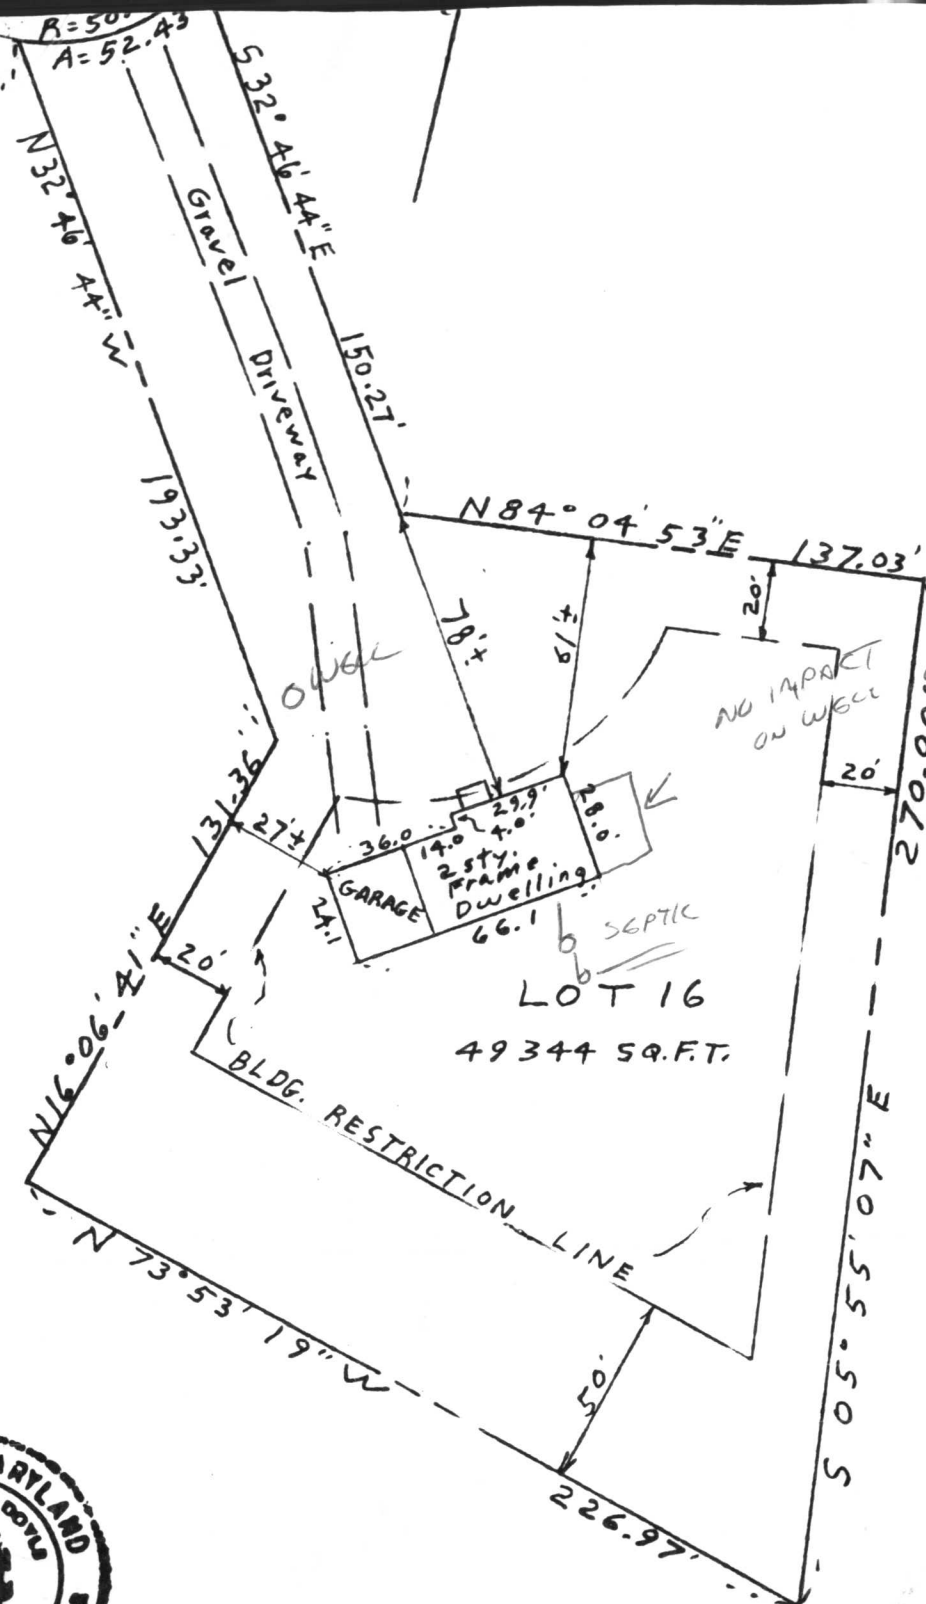 R=50.
A=52.43
S 32° 46' 44" E
150.27'
N32° 46' 44" W
193.33'
Gravel
Driveway
N 84° 04' 53" E 137.03'
20'
78'±
61'±
O WELL
NO IMPACT
ON WELL
20'
131.36'
27'±
36.0
14.0
29.9'
4.0'
28.0'
2 sty.
Frame
Dwelling
GARAGE
24.1
66.1
SEPTIC
20'
LOT 16
49344 SQ.F.T.
N16°06' 41" E
BLDG. RESTRICTION LINE
S 05° 55' 07" E
N 73° 53' 19" W
226.97'
50'
DOYLE